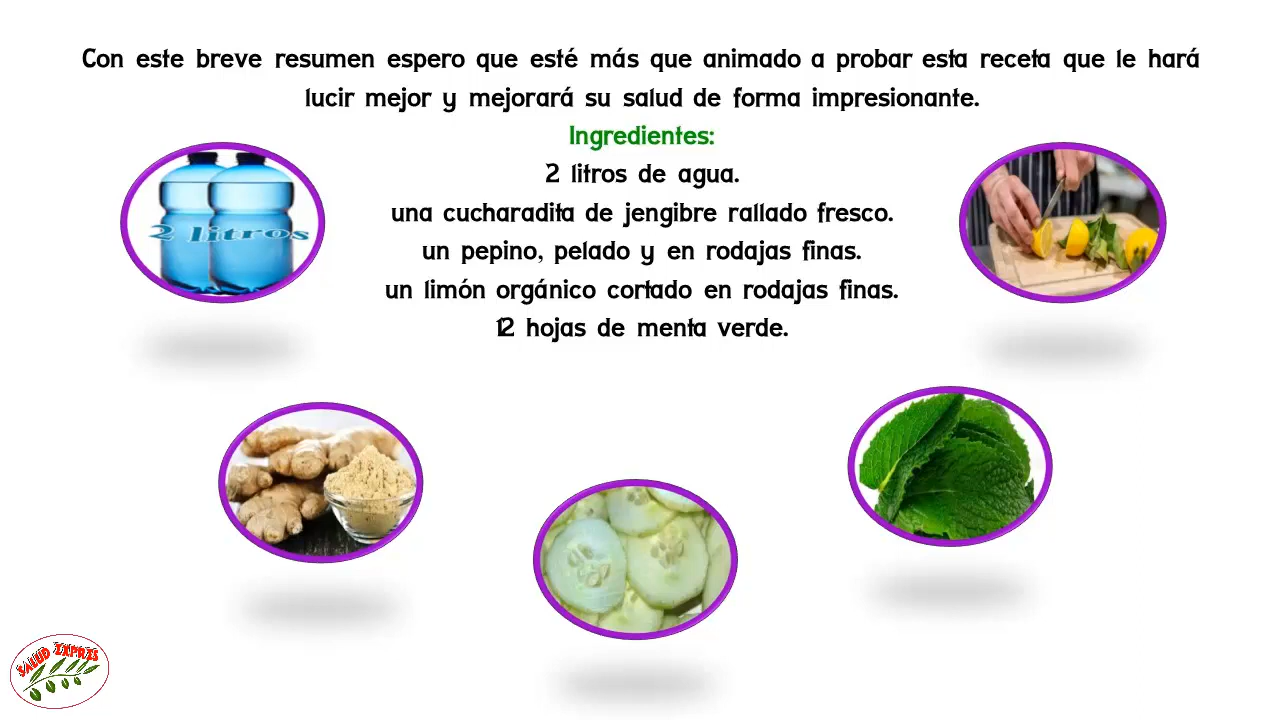 Con este breve resumen espero que esté más que animado a probar esta receta que le hará
lucir mejor y mejorará su salud de forma impresionante.
Ingredientes:
2 litros de agua.
una cucharadita de jengibre rallado fresco.
un pepino, pelado y en rodajas finas.
un limón orgánico cortado en rodajas finas.
12 hojas de menta verde.
2 litros
SALUD EXPRÉS